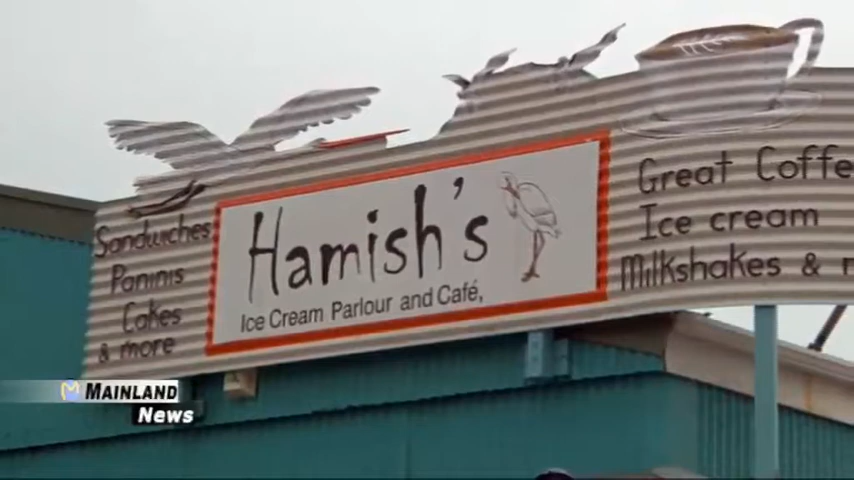 Sandwiches
Paninis
Cakes
& more
Hamish's
Ice Cream Parlour and Café,
Great Coffe
Ice cream
Milkshakes &
MAINLAND
News